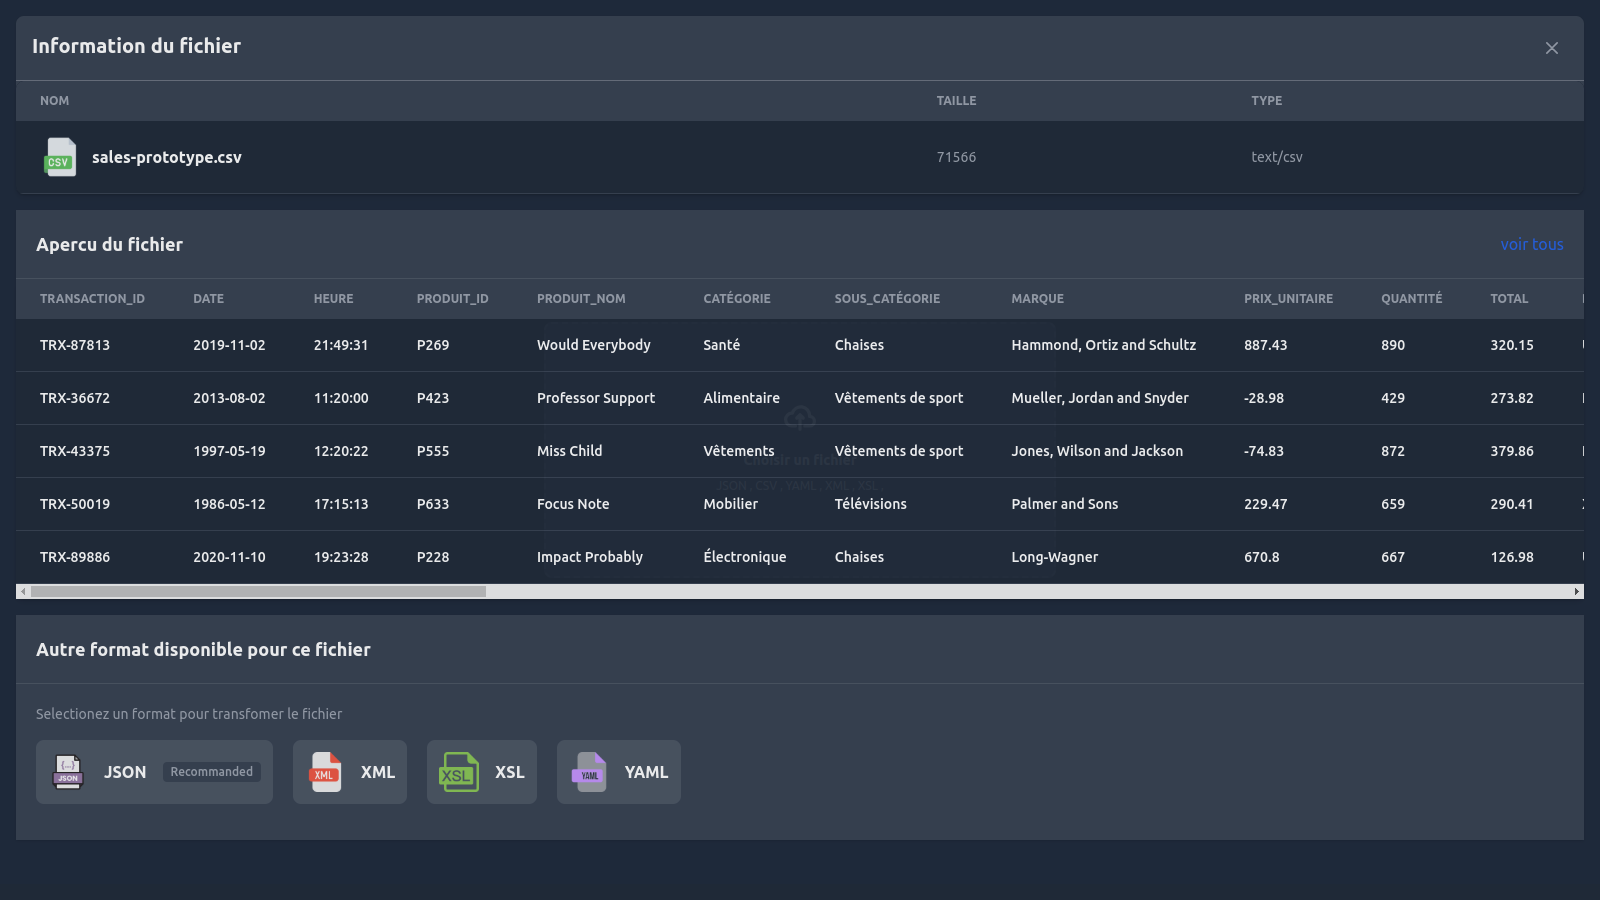 Information du fichier
NOM TAILLE TYPE
CSV sales-prototype.csv 71566 text/csv
Apercu du fichier voir tous
TRANSACTION_ID DATE HEURE PRODUIT_ID PRODUIT_NOM CATÉGORIE SOUS_CATÉGORIE MARQUE PRIX_UNITAIRE QUANTITÉ TOTAL
TRX-87813 2019-11-02 21:49:31 P269 Would Everybody Santé Chaises Hammond, Ortiz and Schultz 887.43 890 320.15
TRX-36672 2013-08-02 11:20:00 P423 Professor Support Alimentaire Vêtements de sport Mueller, Jordan and Snyder -28.98 429 273.82
TRX-43375 1997-05-19 12:20:22 P555 Miss Child Vêtements Vêtements de sport Jones, Wilson and Jackson -74.83 872 379.86
Choisir un fichier
JSON , CSV , YAML , XML , XSL ,
TRX-50019 1986-05-12 17:15:13 P633 Focus Note Mobilier Télévisions Palmer and Sons 229.47 659 290.41
TRX-89886 2020-11-10 19:23:28 P228 Impact Probably Électronique Chaises Long-Wagner 670.8 667 126.98
Autre format disponible pour ce fichier
Selectionez un format pour transfomer le fichier
{...} JSON JSON Recommanded XML XML XSL XSL YAML YAML